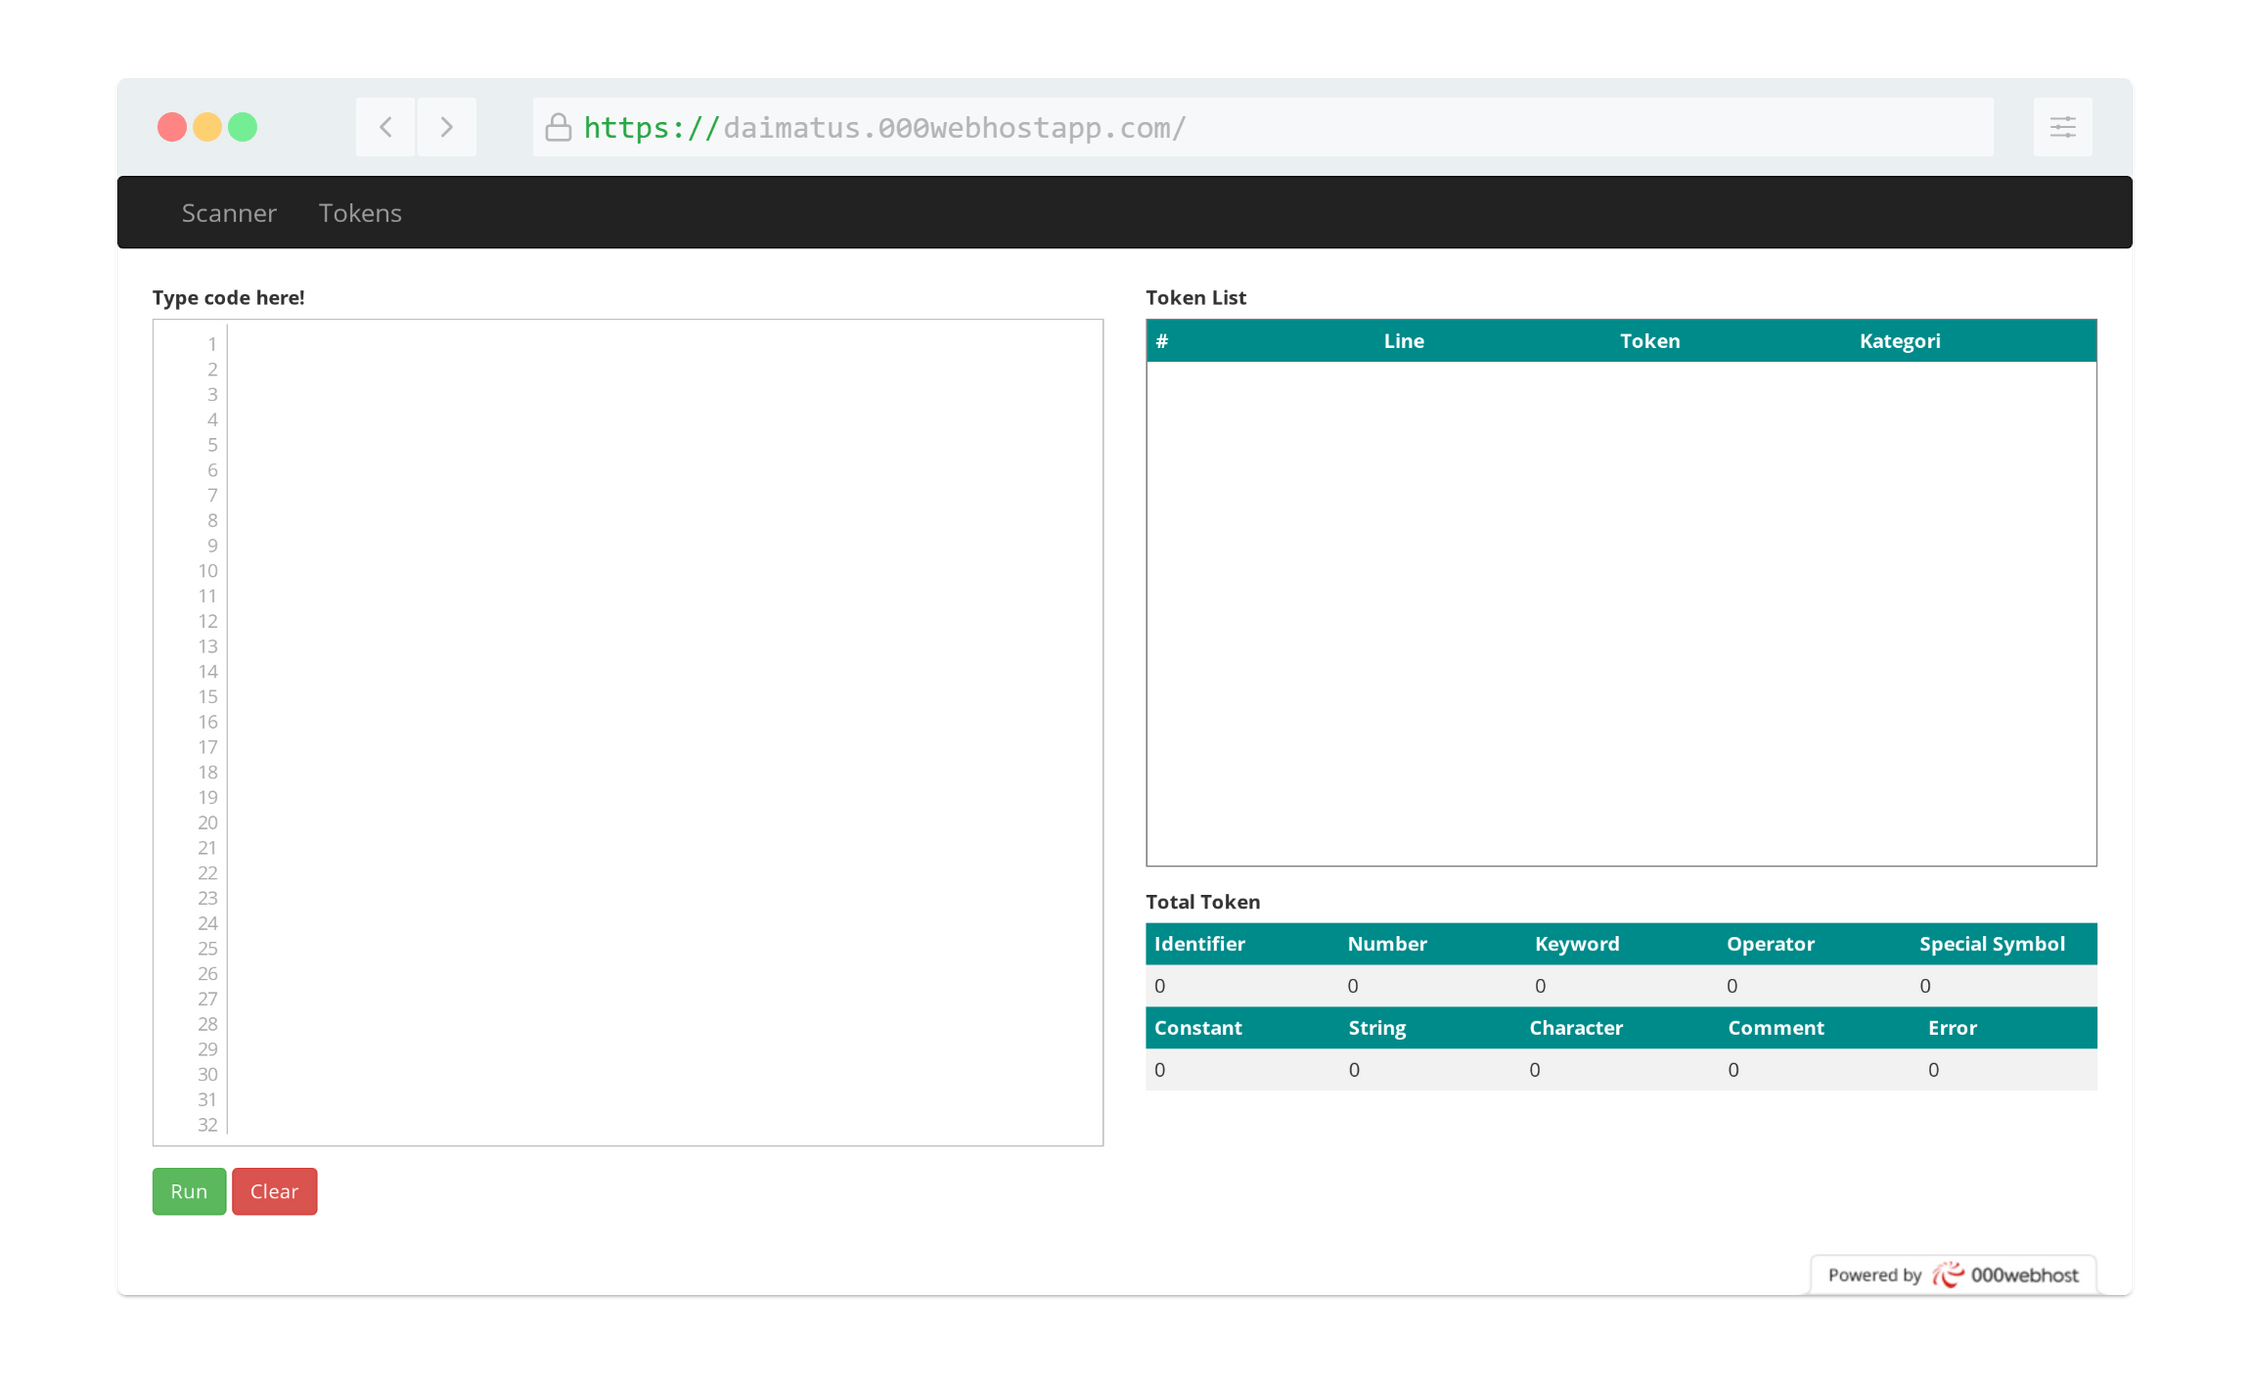 https://daimatus.000webhostapp.com/
Scanner Tokens
Type code here!
1
2
3
4
5
6
7
8
9
10
11
12
13
14
15
16
17
18
19
20
21
22
23
24
25
26
27
28
29
30
31
32
Run Clear
Token List
# Line Token Kategori
Total Token
Identifier Number Keyword Operator Special Symbol
0 0 0 0 0
Constant String Character Comment Error
0 0 0 0 0
Powered by 000webhost